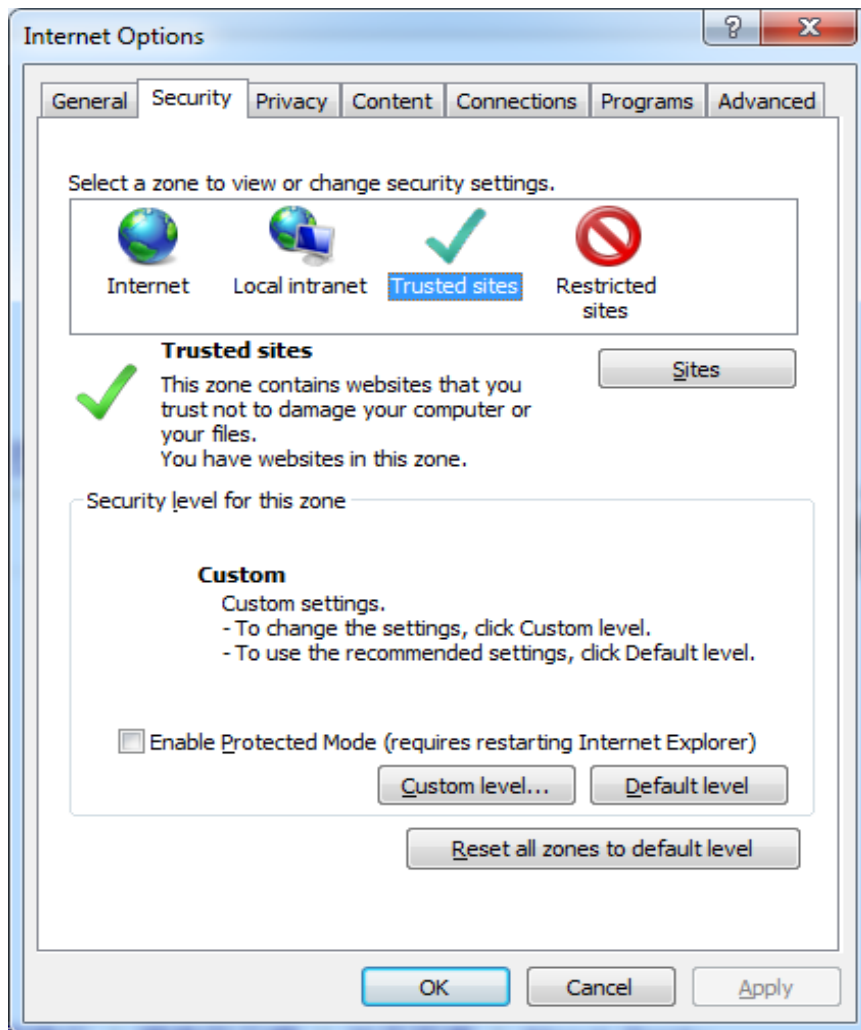 Internet Options
General Security Privacy Content Connections Programs Advanced
Select a zone to view or change security settings.
Internet Local intranet Trusted sites Restricted
sites
Trusted sites
Sites
This zone contains websites that you
trust not to damage your computer or
your files.
You have websites in this zone.
Security level for this zone
Custom
Custom settings.
- To change the settings, click Custom level.
- To use the recommended settings, click Default level.
Enable Protected Mode (requires restarting Internet Explorer)
Custom level... Default level
Reset all zones to default level
OK Cancel Apply